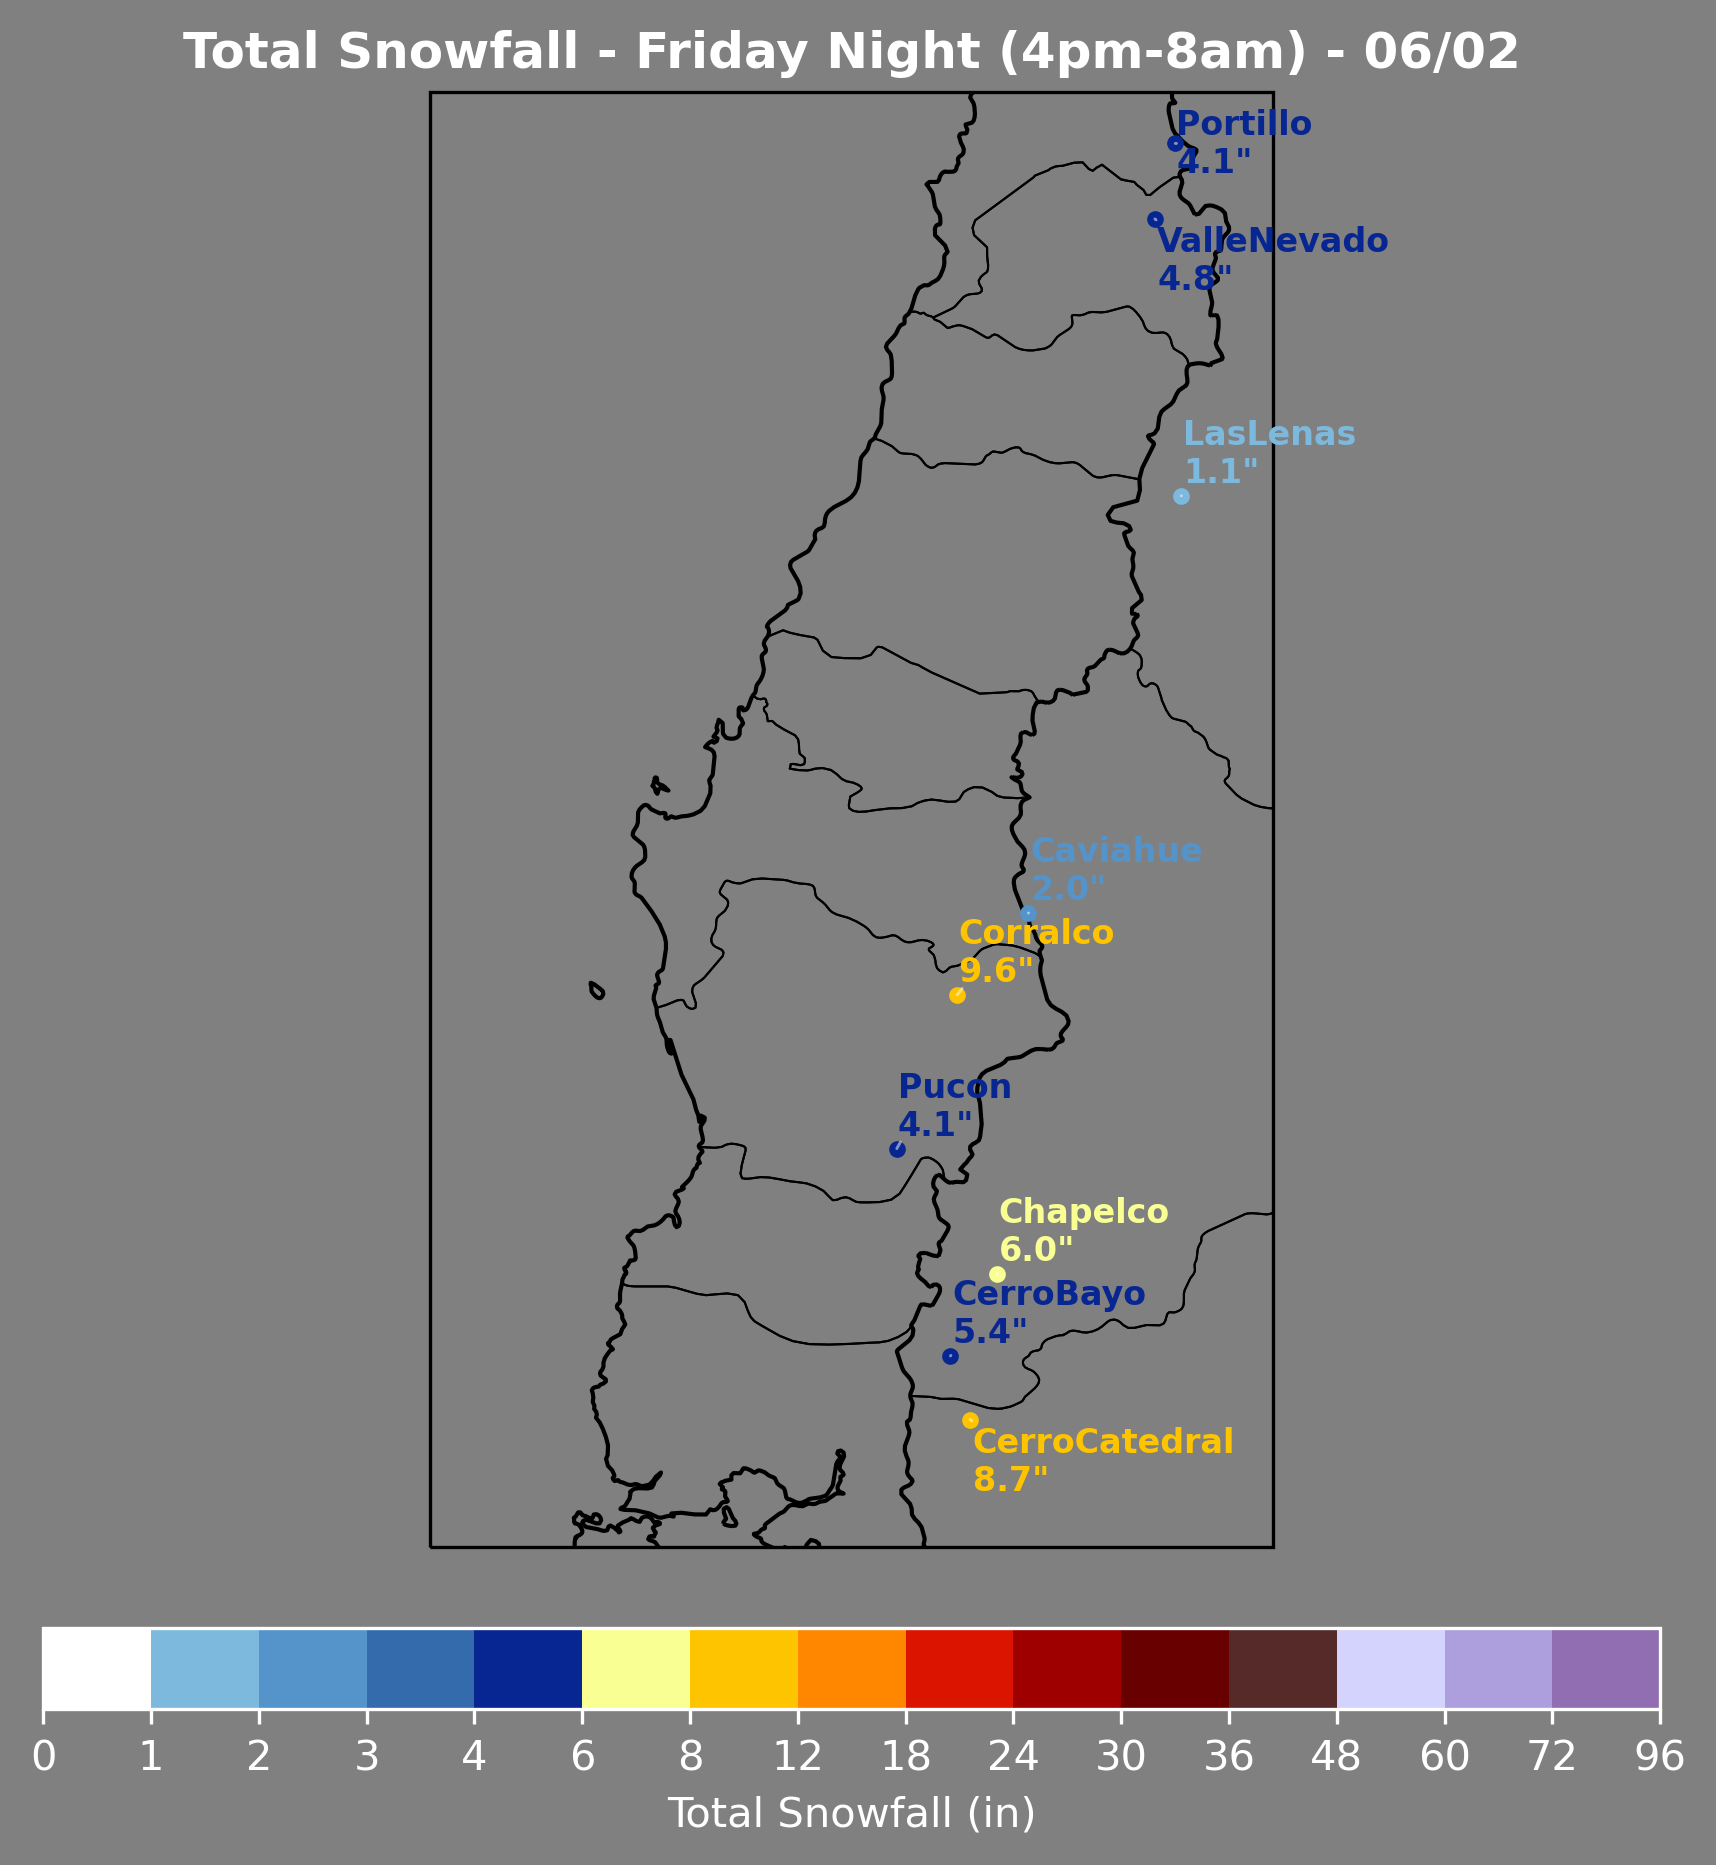 Total Snowfall - Friday Night (4pm-8am) - 06/02
Portillo
4.1"
ValleNevado
4.8"
LasLenas
1.1"
Caviahue
2.0"
Corralco
9.6"
Pucon
4.1"
Chapelco
6.0"
CerroBayo
5.4"
CerroCatedral
8.7"
0 1 2 3 4 6 8 12 18 24 30 36 48 60 72 96
Total Snowfall (in)